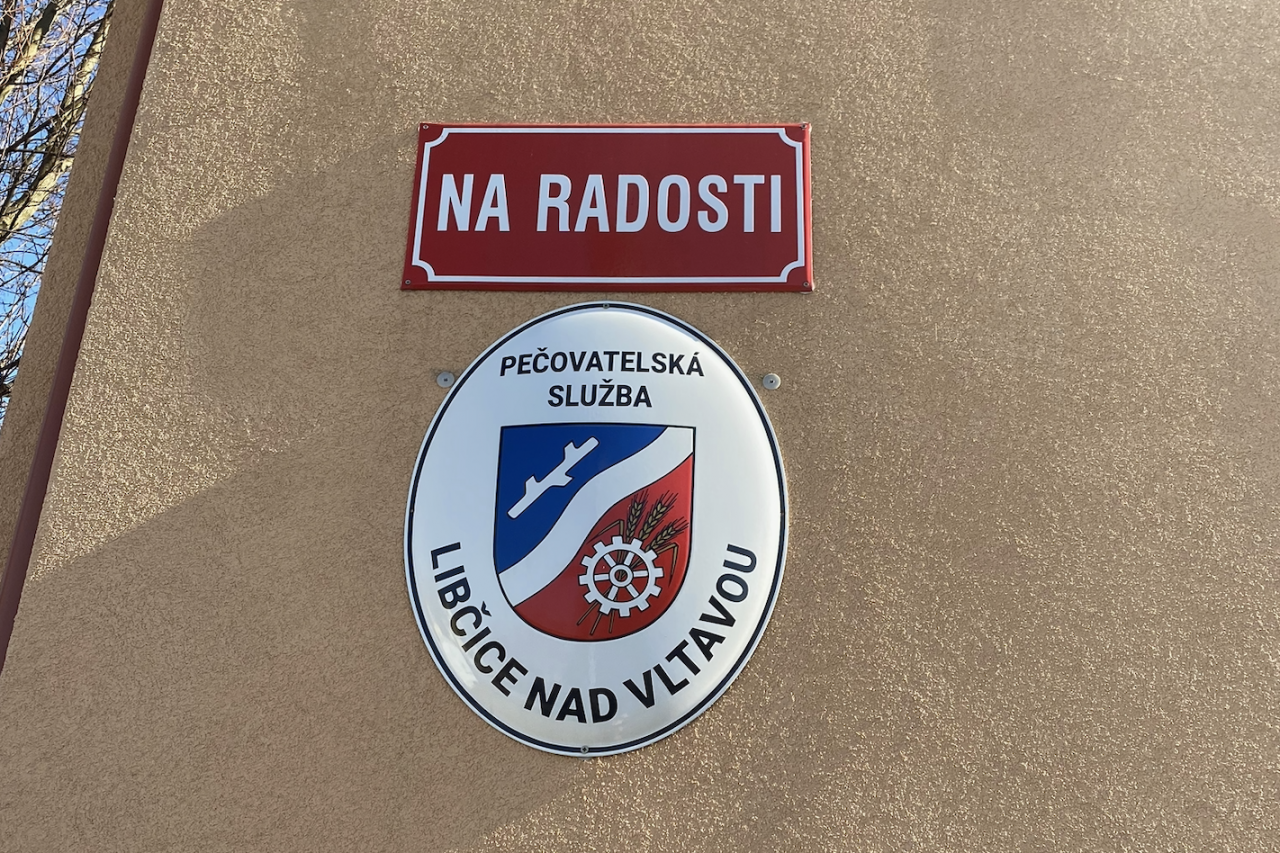 NA RADOSTI
PEČOVATELSKÁ
SLUŽBA
LIBČICE NAD VLTAVOU